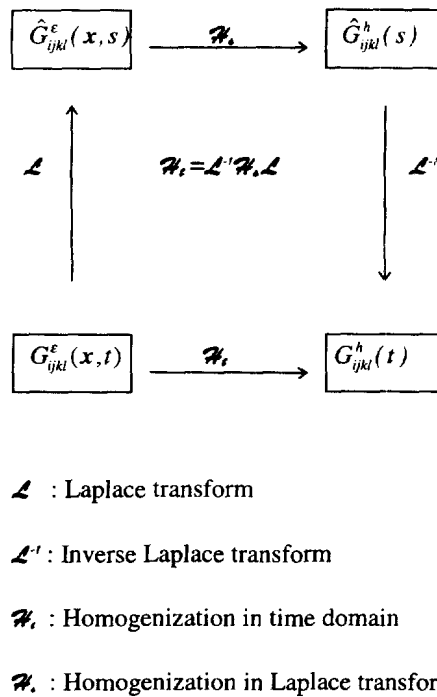 Ĝ^ε_ijkl(x,s) ℋ_s Ĝ^h_ijkl(s)
ℒ ℋ_t=ℒ⁻¹ℋ_sℒ ℒ⁻¹
G^ε_ijkl(x,t) ℋ_t G^h_ijkl(t)
ℒ : Laplace transform
ℒ⁻¹ : Inverse Laplace transform
ℋ_t : Homogenization in time domain
ℋ_s : Homogenization in Laplace transfor